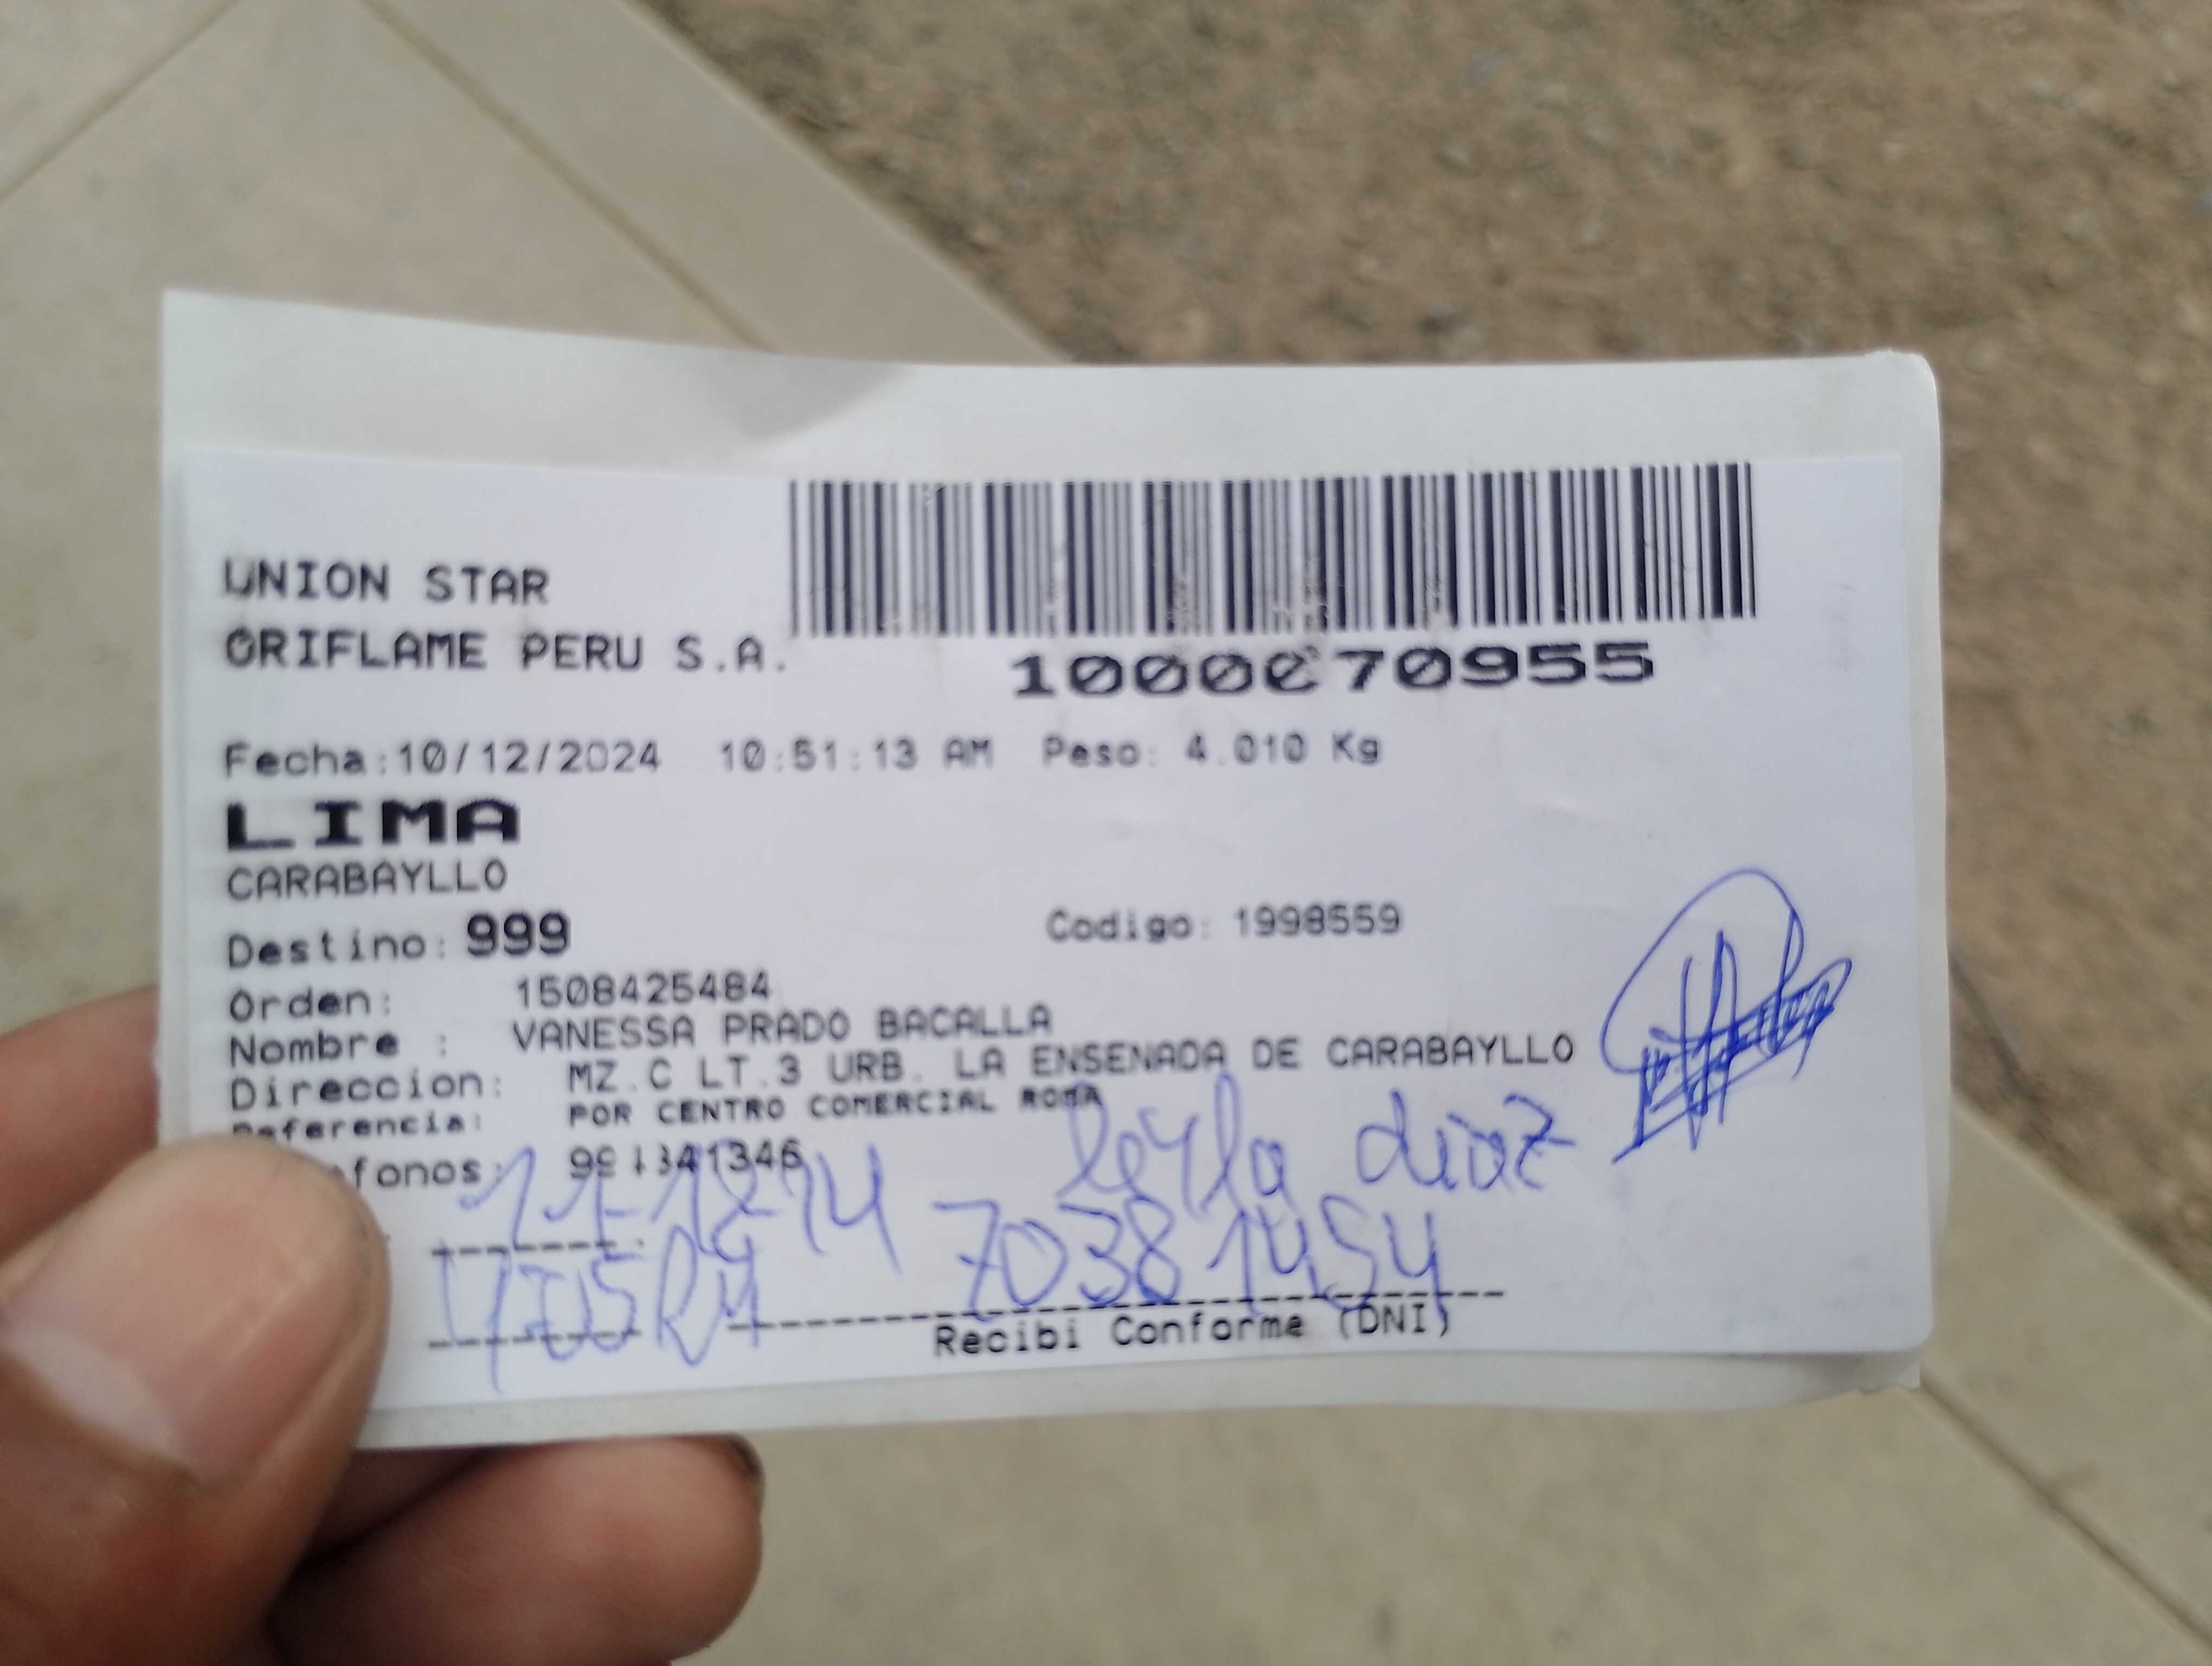 UNION STAR
ORIFLAME PERU S.A.
1000070955
Fecha:10/12/2024 10:51:13 AM Peso: 4.010 Kg
LIMA
CARABAYLLO
Destino: 999 Codigo: 1998559
Orden: 1508425484
Nombre : VANESSA PRADO BACALLA
Direccion: MZ.C LT.3 URB. LA ENSENADA DE CARABAYLLO
Referencia: POR CENTRO COMERCIAL ROMA
fonos:
leyla diaz
70381454
Recibi Conforme (DNI)